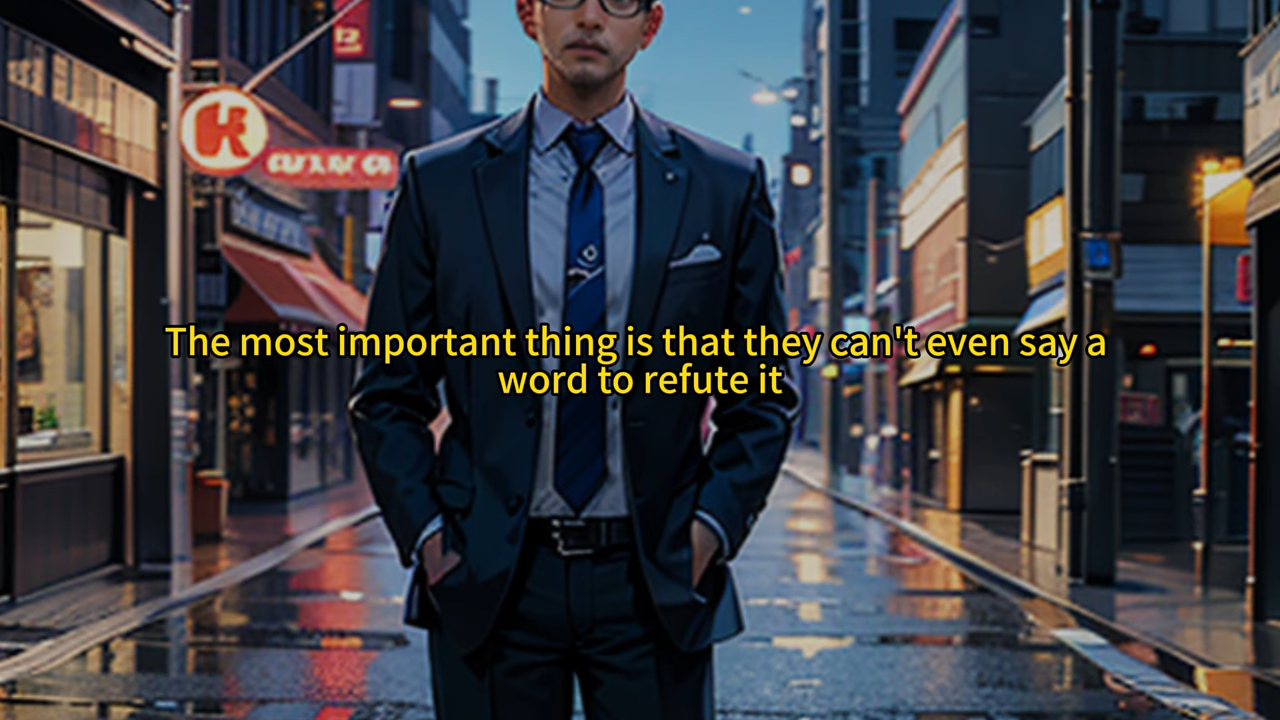 The most important thing is that they can't even say a
word to refute it